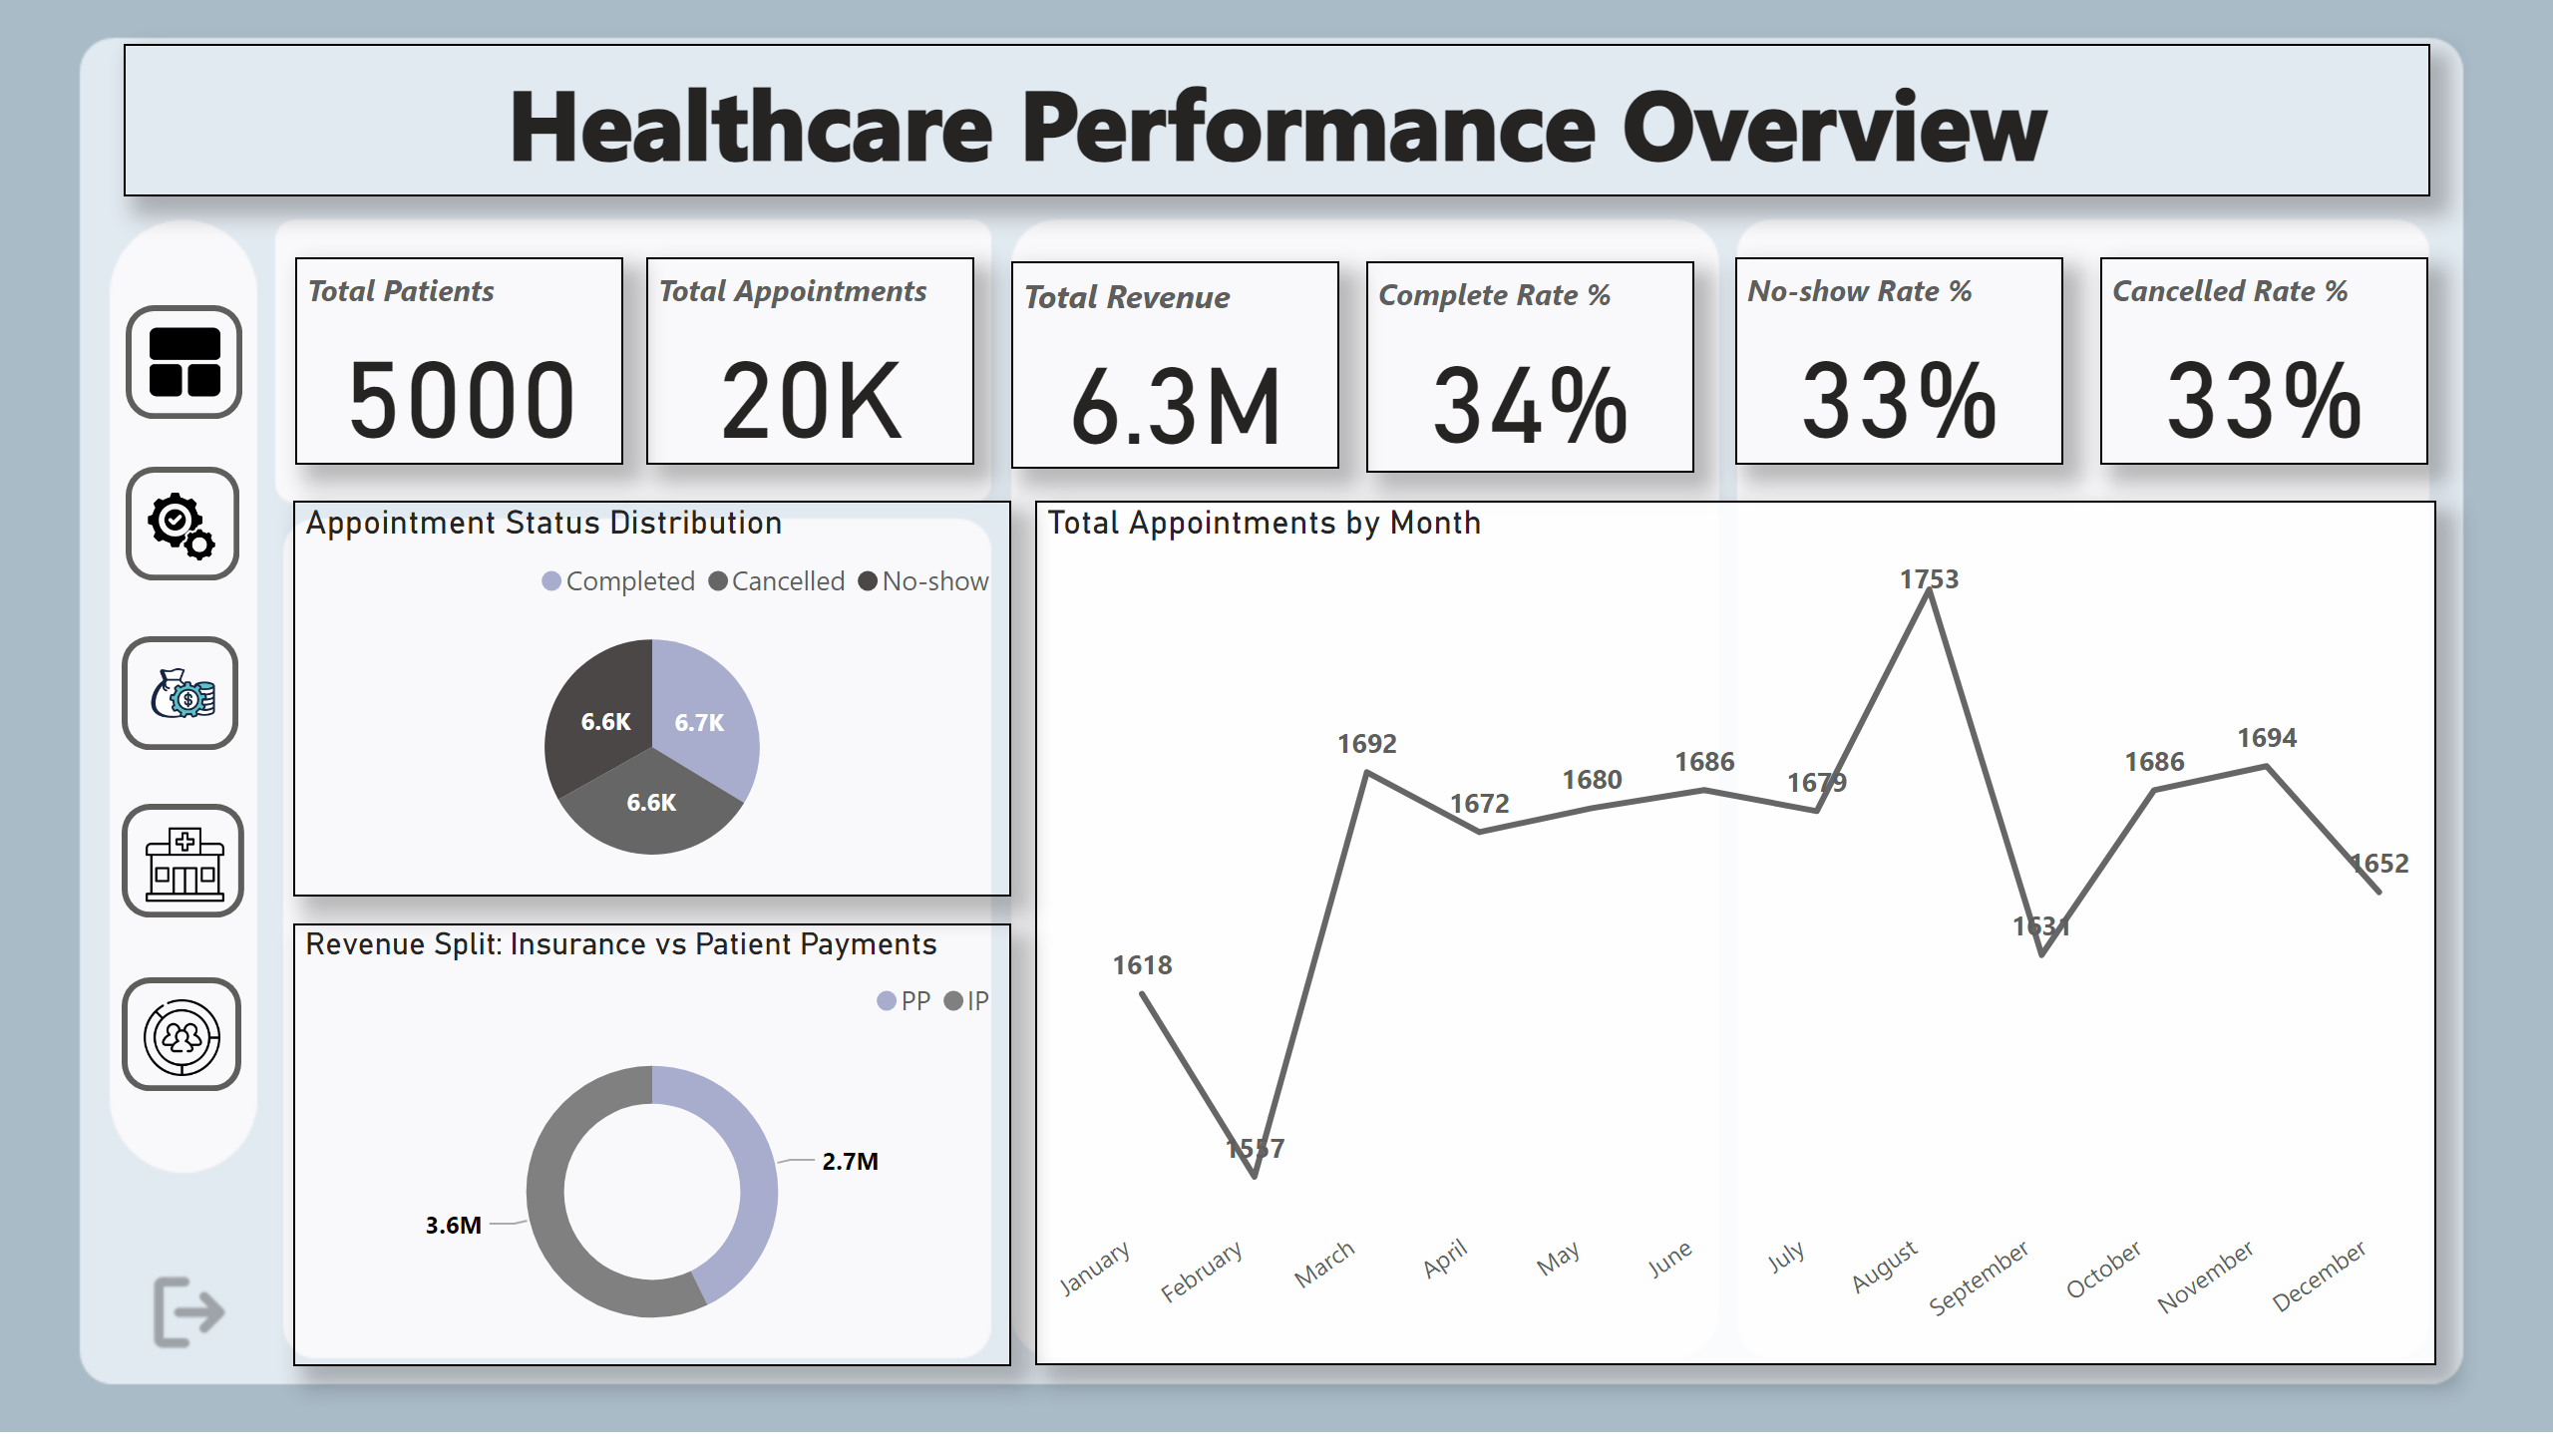 Healthcare Performance Overview
Total Patients
5000
Total Appointments
20K
Total Revenue
6.3M
Complete Rate %
34%
No-show Rate %
33%
Cancelled Rate %
33%
Appointment Status Distribution
Completed Cancelled No-show
6.6K 6.7K
6.6K
Revenue Split: Insurance vs Patient Payments
PP IP
2.7M
3.6M
Total Appointments by Month
1618
1557
1692
1672
1680
1686
1679
1753
1631
1686
1694
1652
January February March April May June July August September October November December